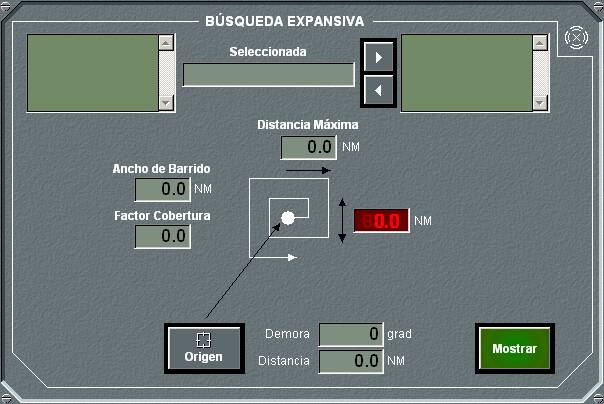 BÚSQUEDA EXPANSIVA
Seleccionada
Distancia Máxima
0.0 NM
Ancho de Barrido
0.0 NM
Factor Cobertura
0.0
0.0 NM
Origen
Demora 0 grad
Distancia 0.0 NM
Mostrar